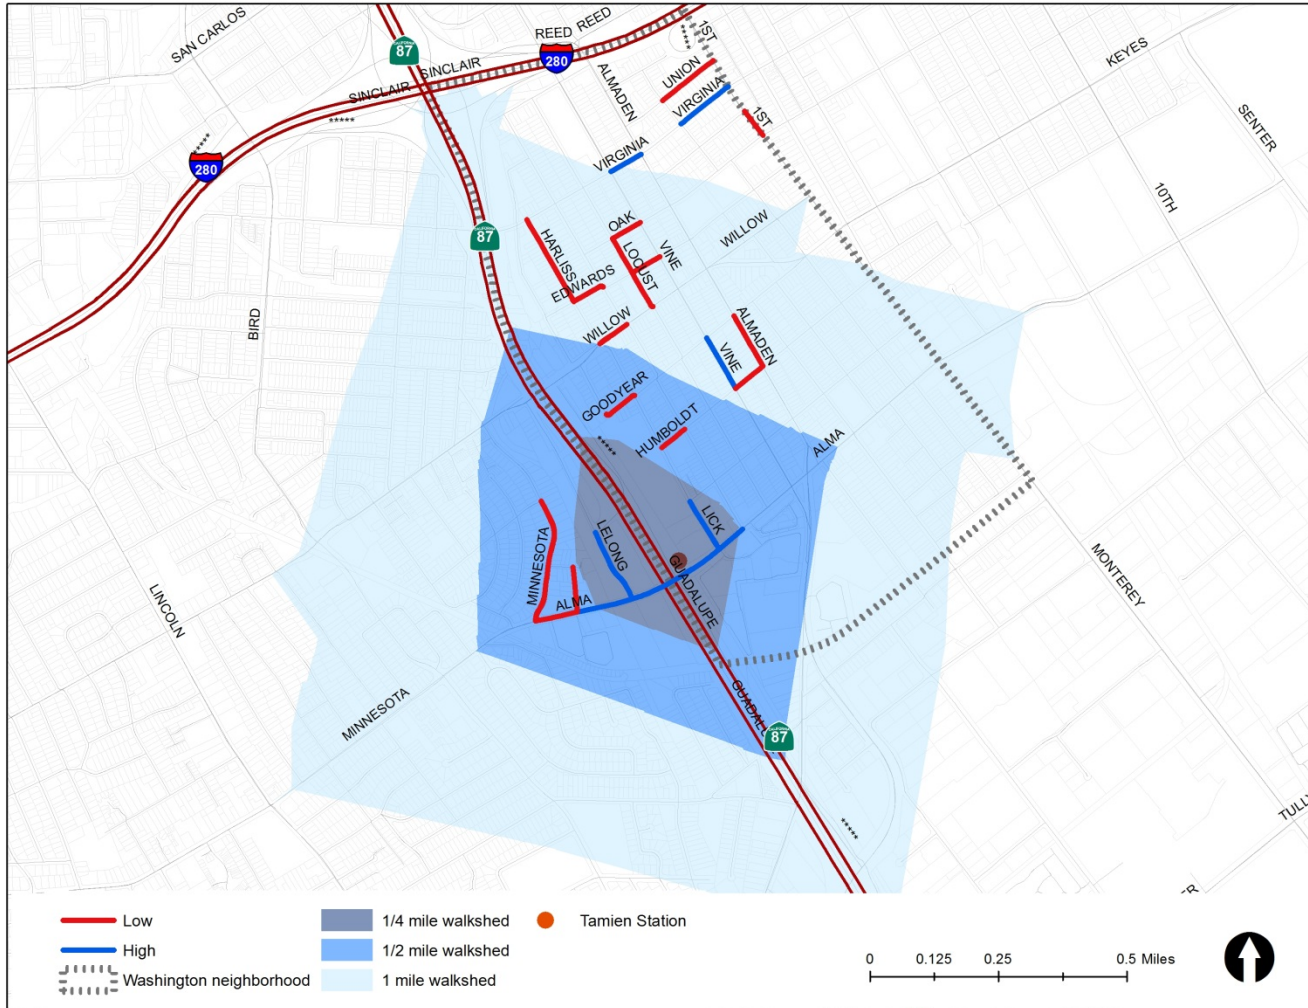 SAN CARLOS
CALIFORNIA
87
SINCLAIR
SINCLAIR
REED
REED
280
1ST
ALMADEN
UNION
VIRGINIA
1ST
KEYES
SENTER
*****
*****
*****
280
VIRGINIA
10TH
CALIFORNIA
87
HARLISS
OAK
LOCUST
VINE
WILLOW
EDWARDS
BIRD
WILLOW
ALMADEN
VINE
GOODYEAR
HUMBOLDT
*****
ALMA
LICK
LELONG
MINNESOTA
ALMA
GUADALUPE
LINCOLN
MONTEREY
MINNESOTA
CALIFORNIA
87
*****
Low
High
Washington neighborhood
1/4 mile walkshed
1/2 mile walkshed
1 mile walkshed
Tamien Station
0 0.125 0.25 0.5 Miles